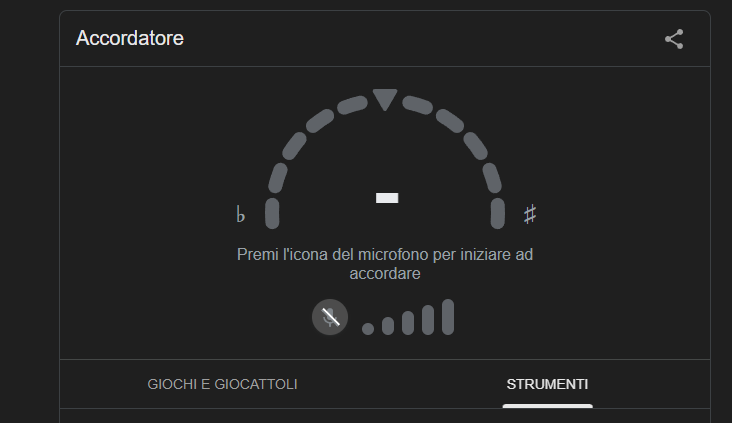 Accordatore
♭
♯
Premi l'icona del microfono per iniziare ad
accordare
GIOCHI E GIOCATTOLI
STRUMENTI